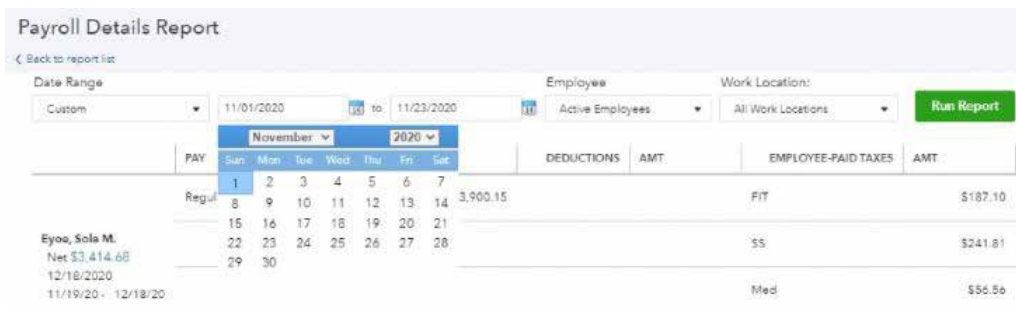 Payroll Details Report
Back to report list
Date Range Employee Work Location:
Custom 11/01/2020 to 11/23/2020 Active Employees All Work Locations Run Report
November 2020
PAY Sun Mon Tue Wed Thu Fri Sat DEDUCTIONS AMT EMPLOYEE-PAID TAXES AMT
1 2 3 4 5 6 7
Regul 3,900.15 FIT $187.10
8 9 10 11 12 13 14
15 16 17 18 19 20 21
Eyoe, Sola M. 22 23 24 25 26 27 28 SS $241.81
Net $3,414.68 29 30
12/18/2020
11/19/20 - 12/18/20 Med $56.56